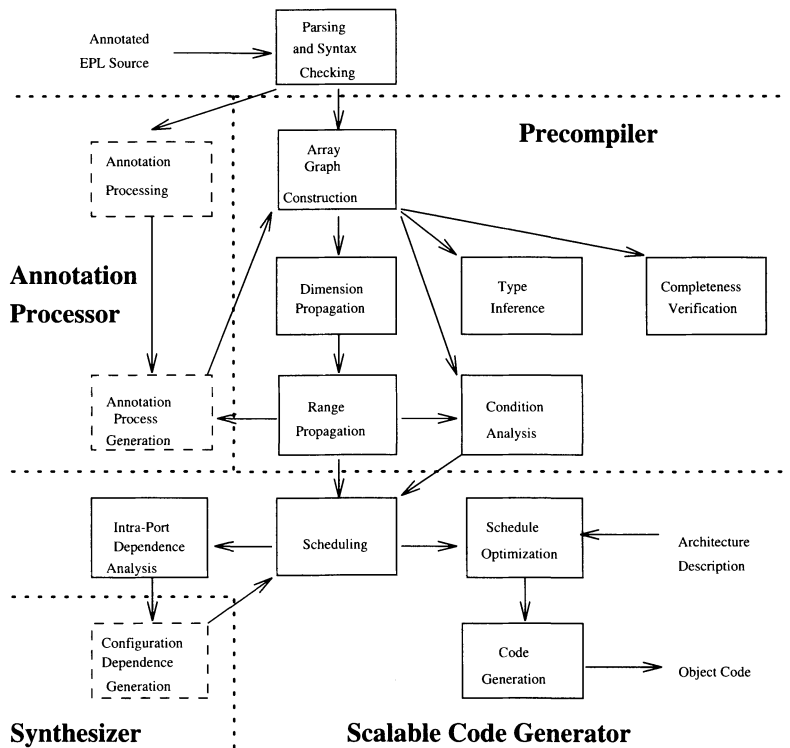 Annotated
EPL Source
Parsing
and Syntax
Checking
Precompiler
Annotation
Processing
Array
Graph
Construction
Annotation
Processor
Dimension
Propagation
Type
Inference
Completeness
Verification
Annotation
Process
Generation
Range
Propagation
Condition
Analysis
Intra-Port
Dependence
Analysis
Scheduling
Schedule
Optimization
Architecture
Description
Configuration
Dependence
Generation
Code
Generation
Object Code
Synthesizer
Scalable Code Generator